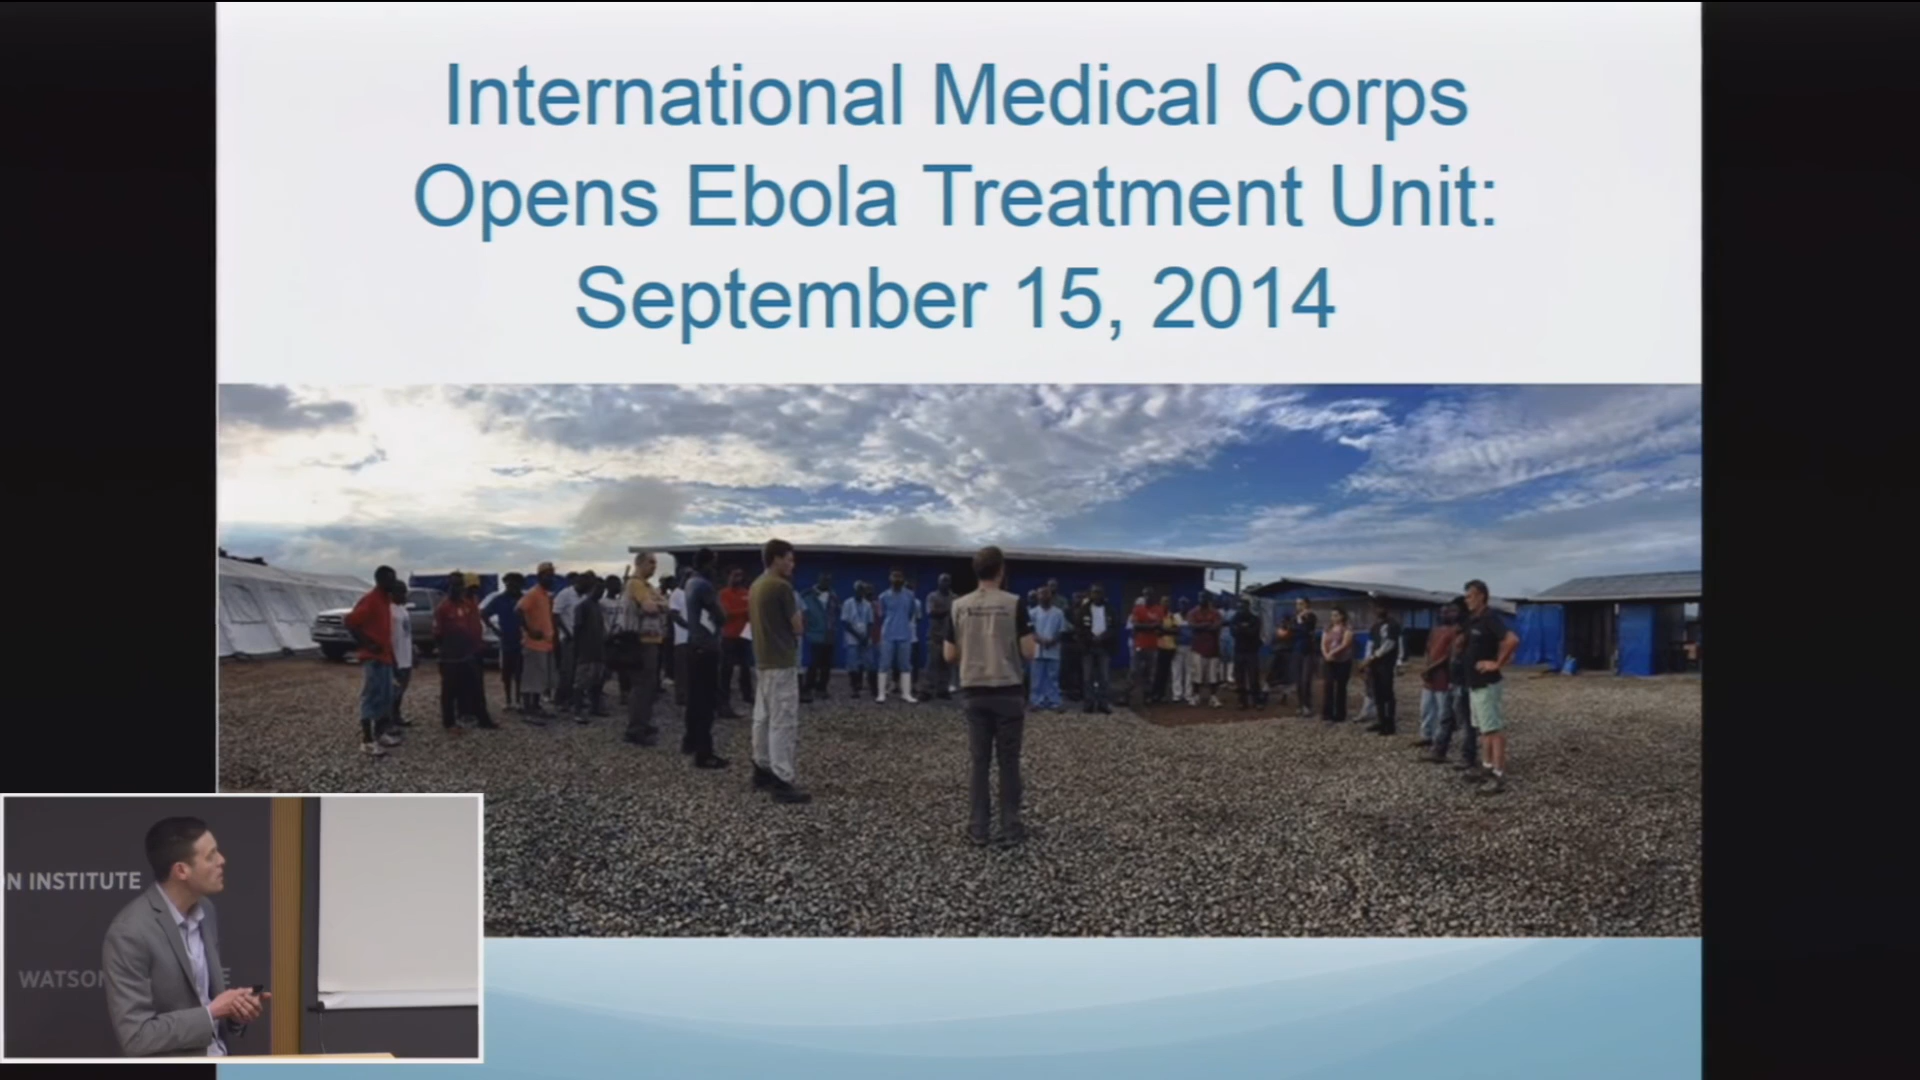 International Medical Corps
Opens Ebola Treatment Unit:
September 15, 2014
N INSTITUTE
WATSON
E